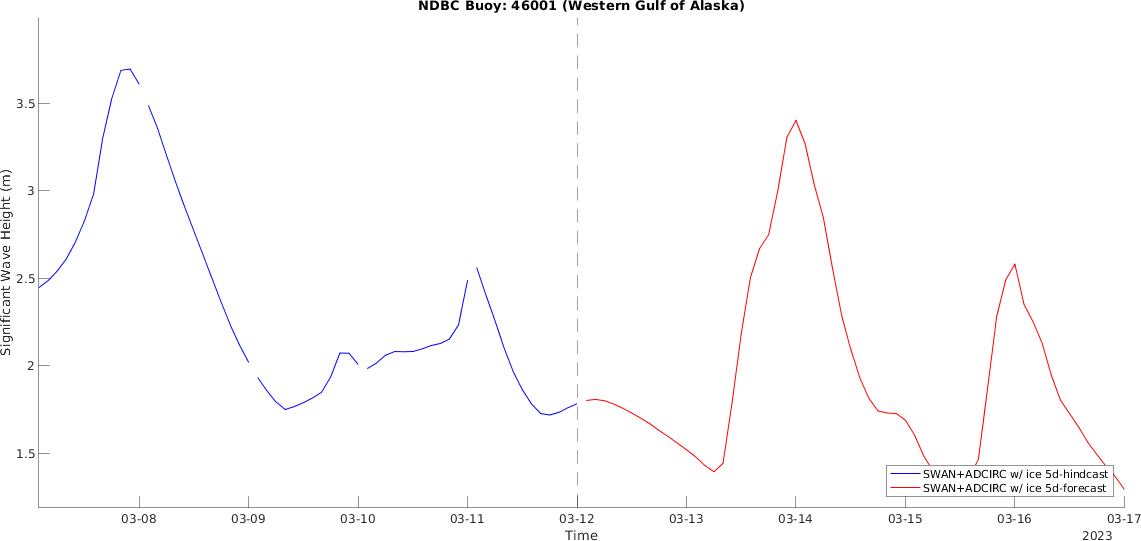 NDBC Buoy: 46001 (Western Gulf of Alaska)
Significant Wave Height (m)
3.5
3
2.5
2
1.5
SWAN+ADCIRC w/ ice 5d-hindcast
SWAN+ADCIRC w/ ice 5d-forecast
03-08 03-09 03-10 03-11 03-12 03-13 03-14 03-15 03-16 03-17
Time
2023